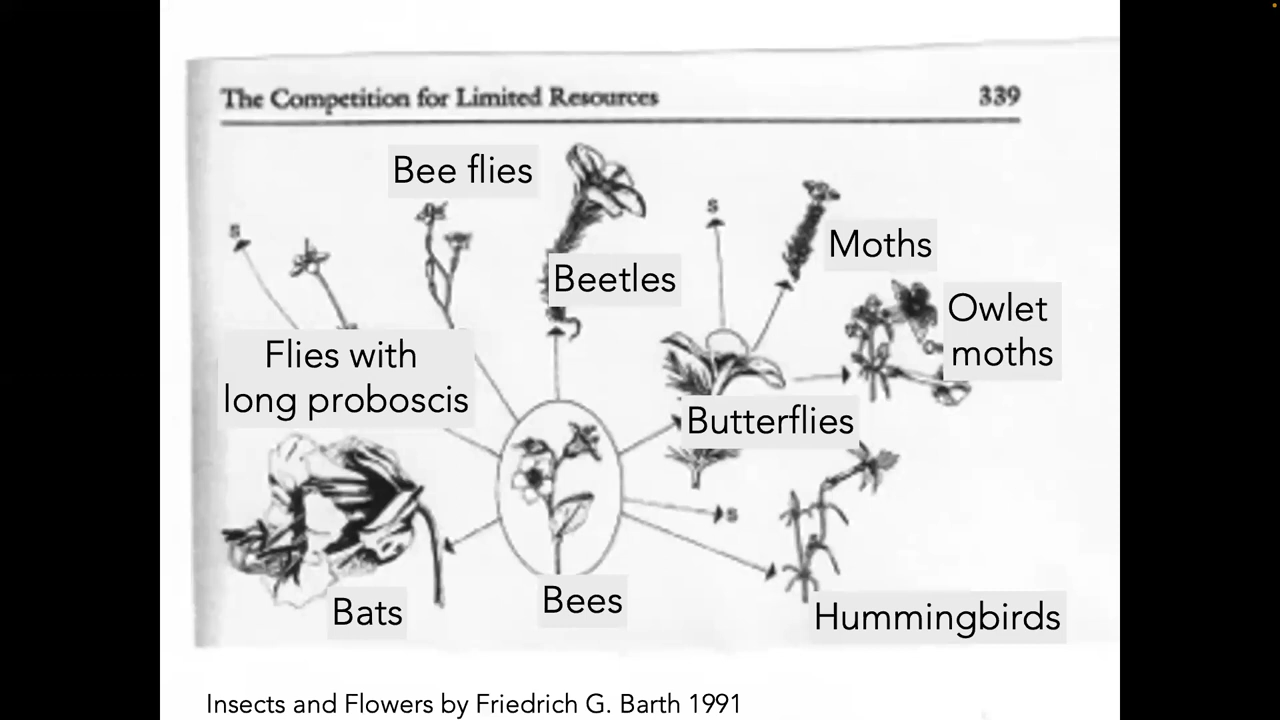 The Competition for Limited Resources 339
Bee flies
s
s
Moths
Beetles
Owlet
moths
Flies with
long proboscis
Butterflies
s
Bats
Bees
Hummingbirds
Insects and Flowers by Friedrich G. Barth 1991